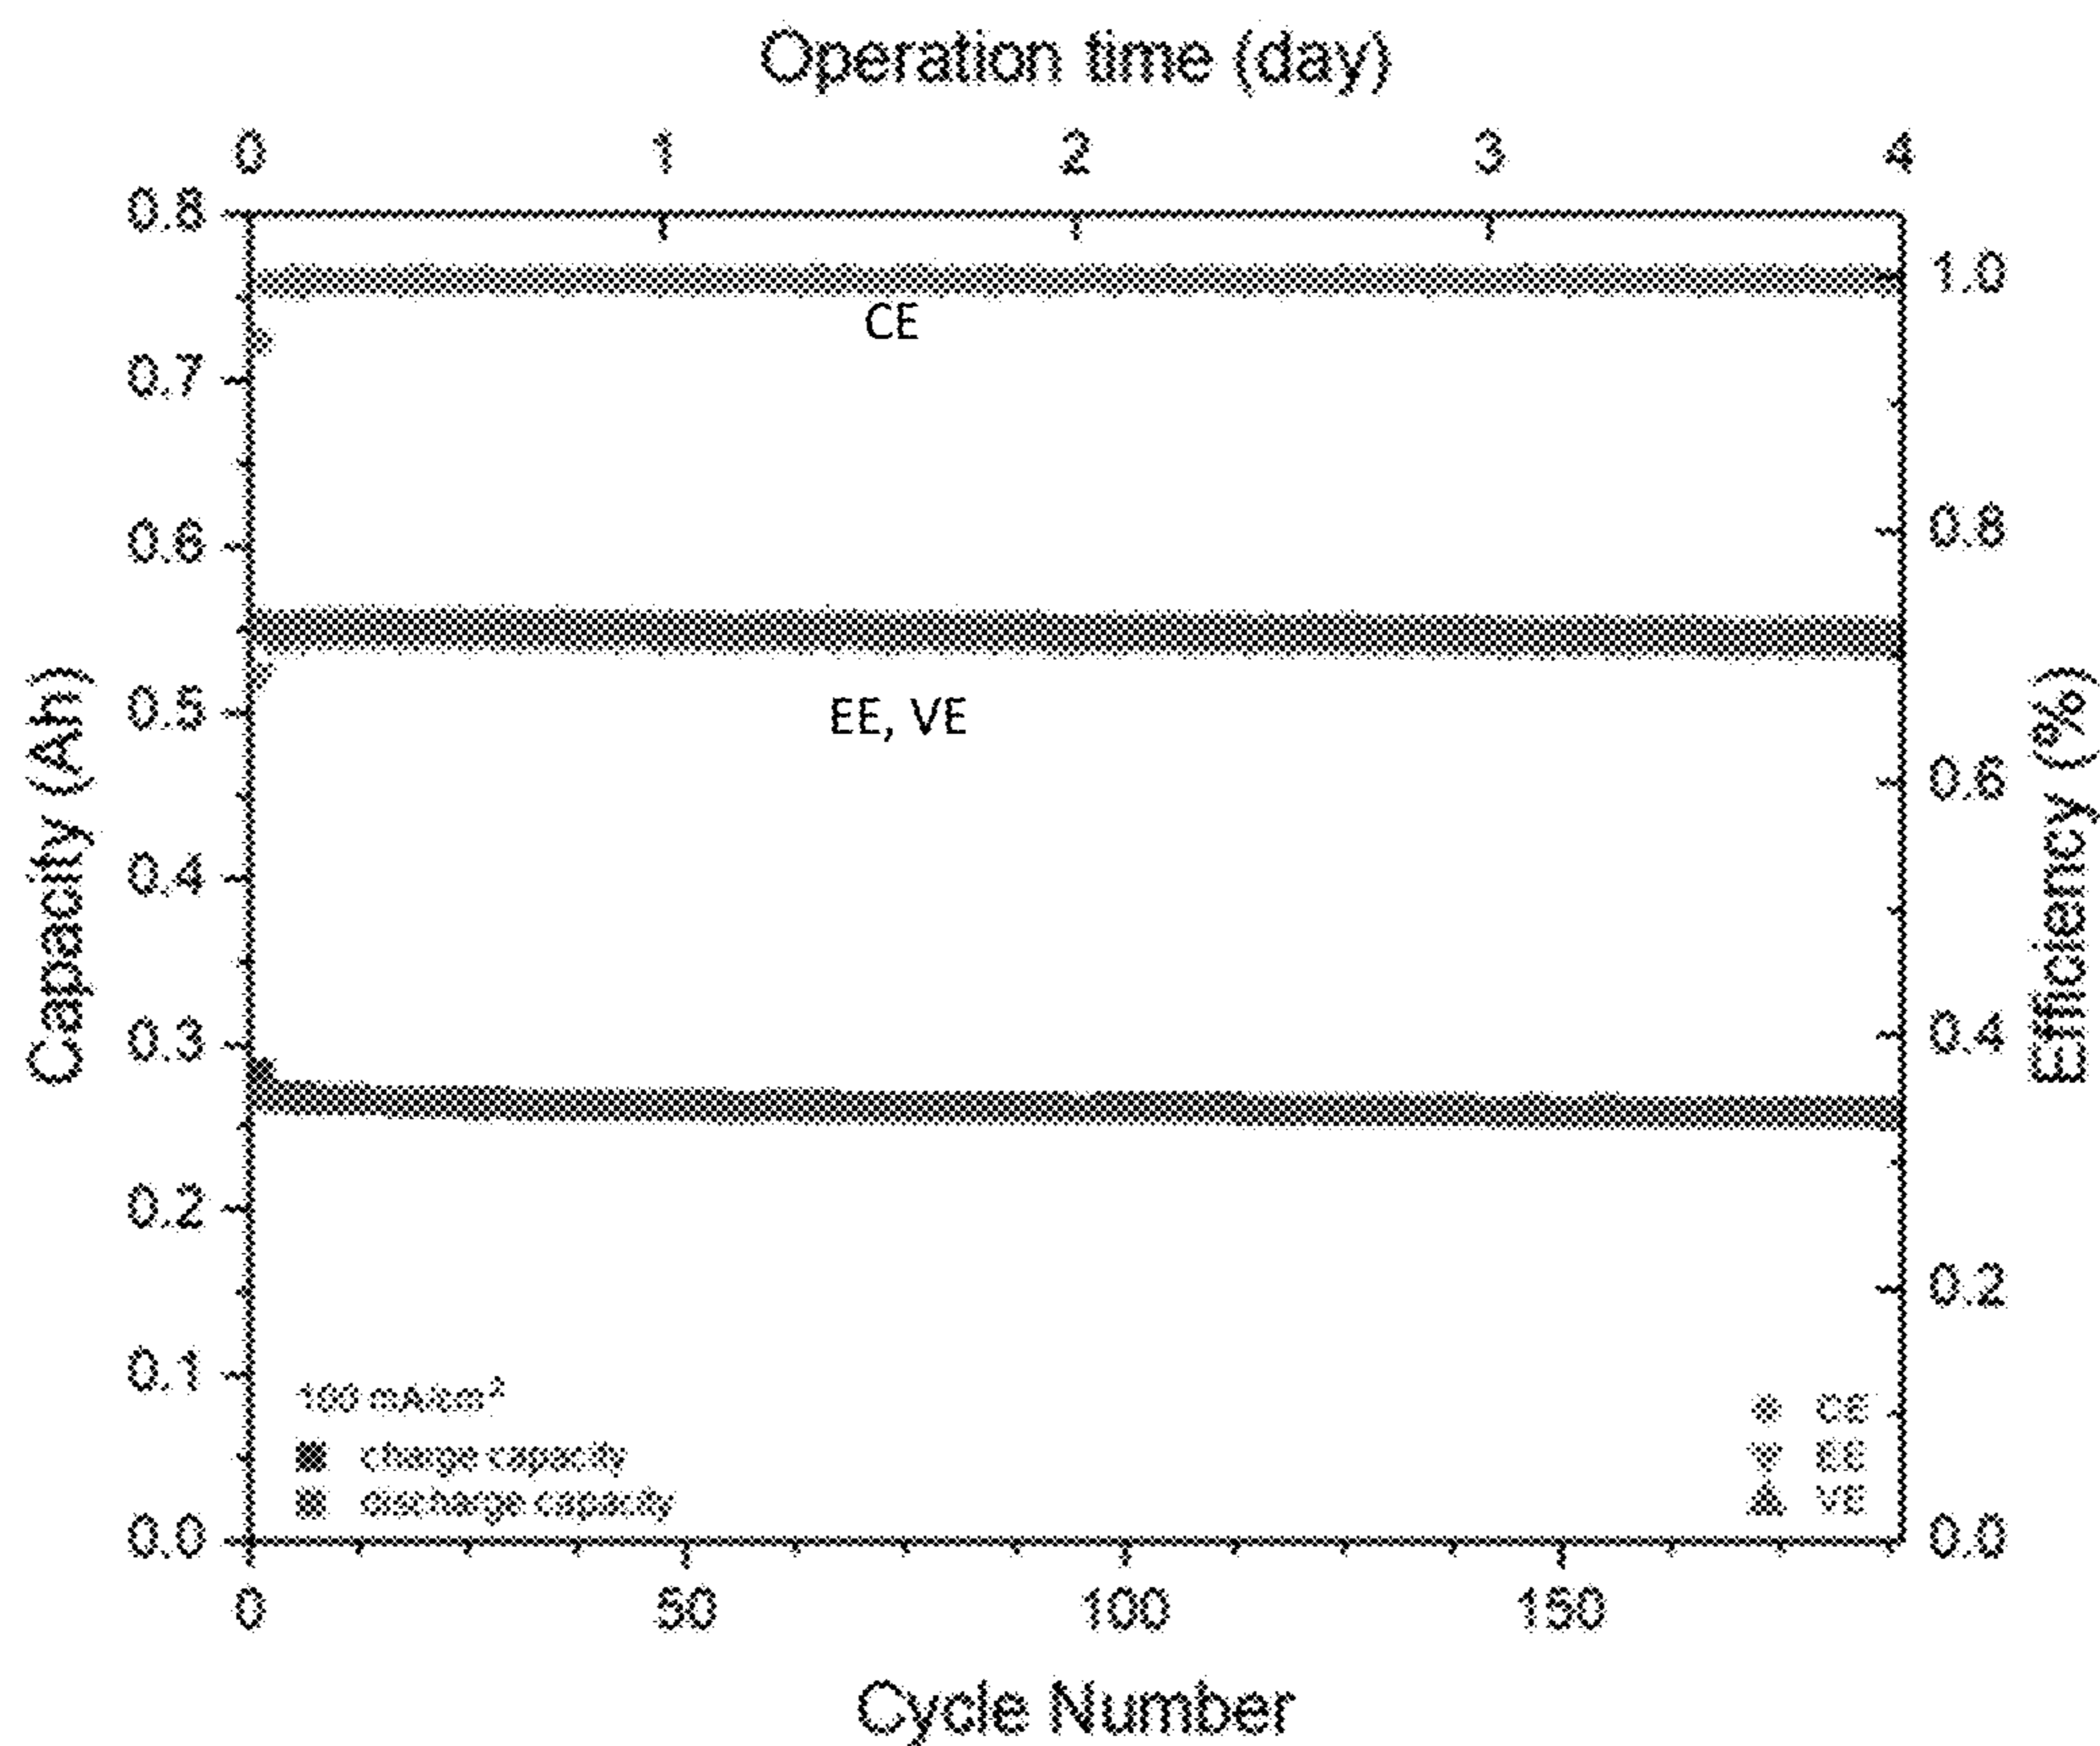 Operation time (day)
0 1 2 3 4
0.8
0.7
0.6
0.5
0.4
0.3
0.2
0.1
0.0
Capacity (Ah)
CE
EE, VE
1.0
0.8
0.6
0.4
0.2
0.0
Efficiency (%)
100 mA/cm²
charge capacity
discharge capacity
CE
EE
VE
0 50 100 150
Cycle Number